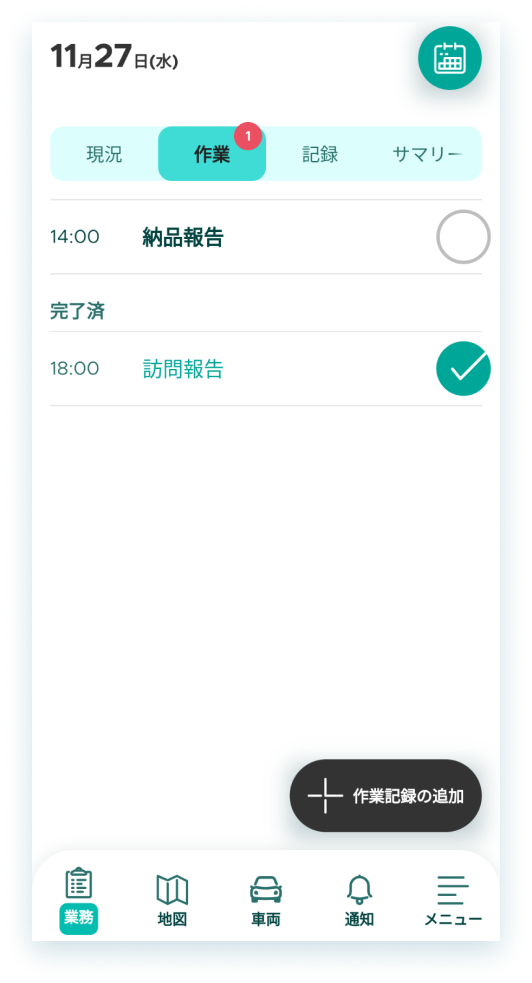 11月27日(水)
現況 作業 1 記録 サマリー
14:00 納品報告
完了済
18:00 訪問報告
作業記録の追加
業務 地図 車両 通知 メニュー